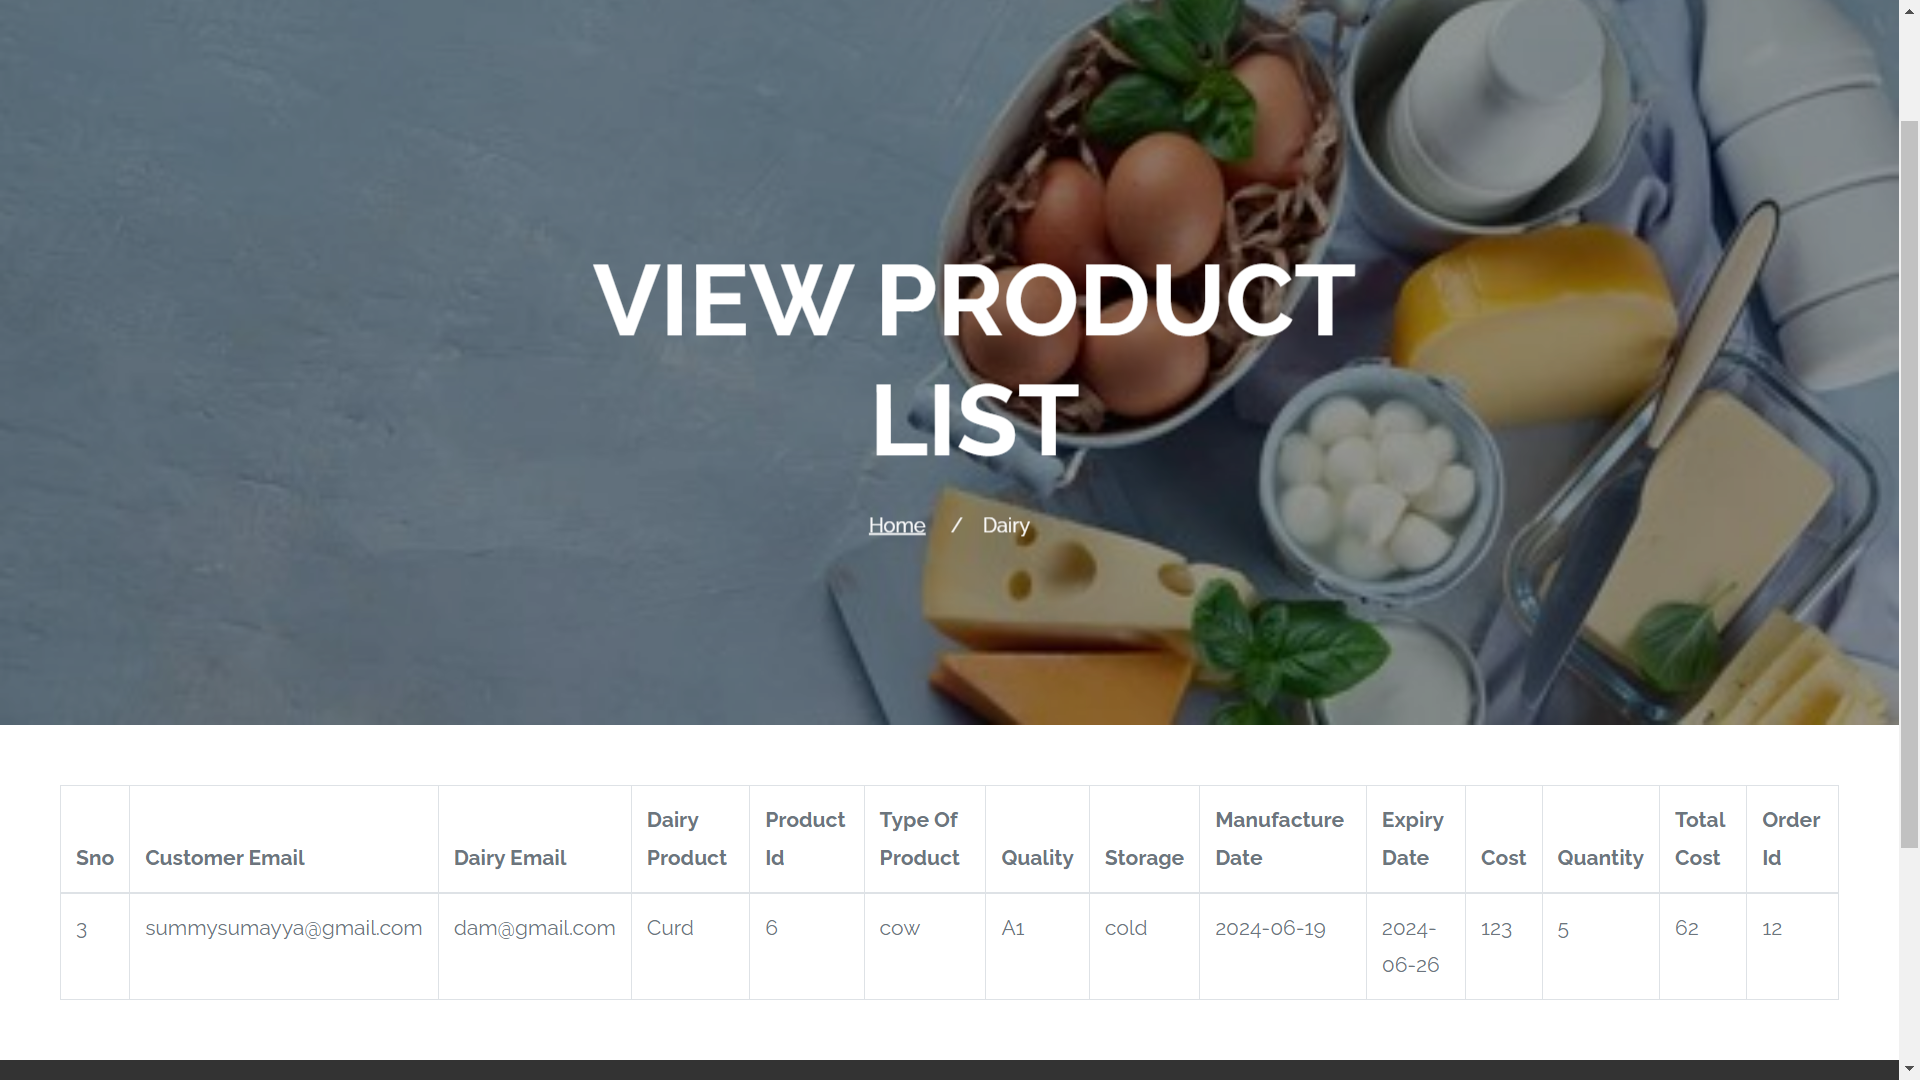 VIEW PRODUCT
LIST
Home / Dairy
Sno Customer Email Dairy Email Dairy Product Product Id Type Of Product Quality Storage Manufacture Date Expiry Date Cost Quantity Total Cost Order Id
3 summysumayya@gmail.com dam@gmail.com Curd 6 cow A1 cold 2024-06-19 2024-06-26 123 5 62 12